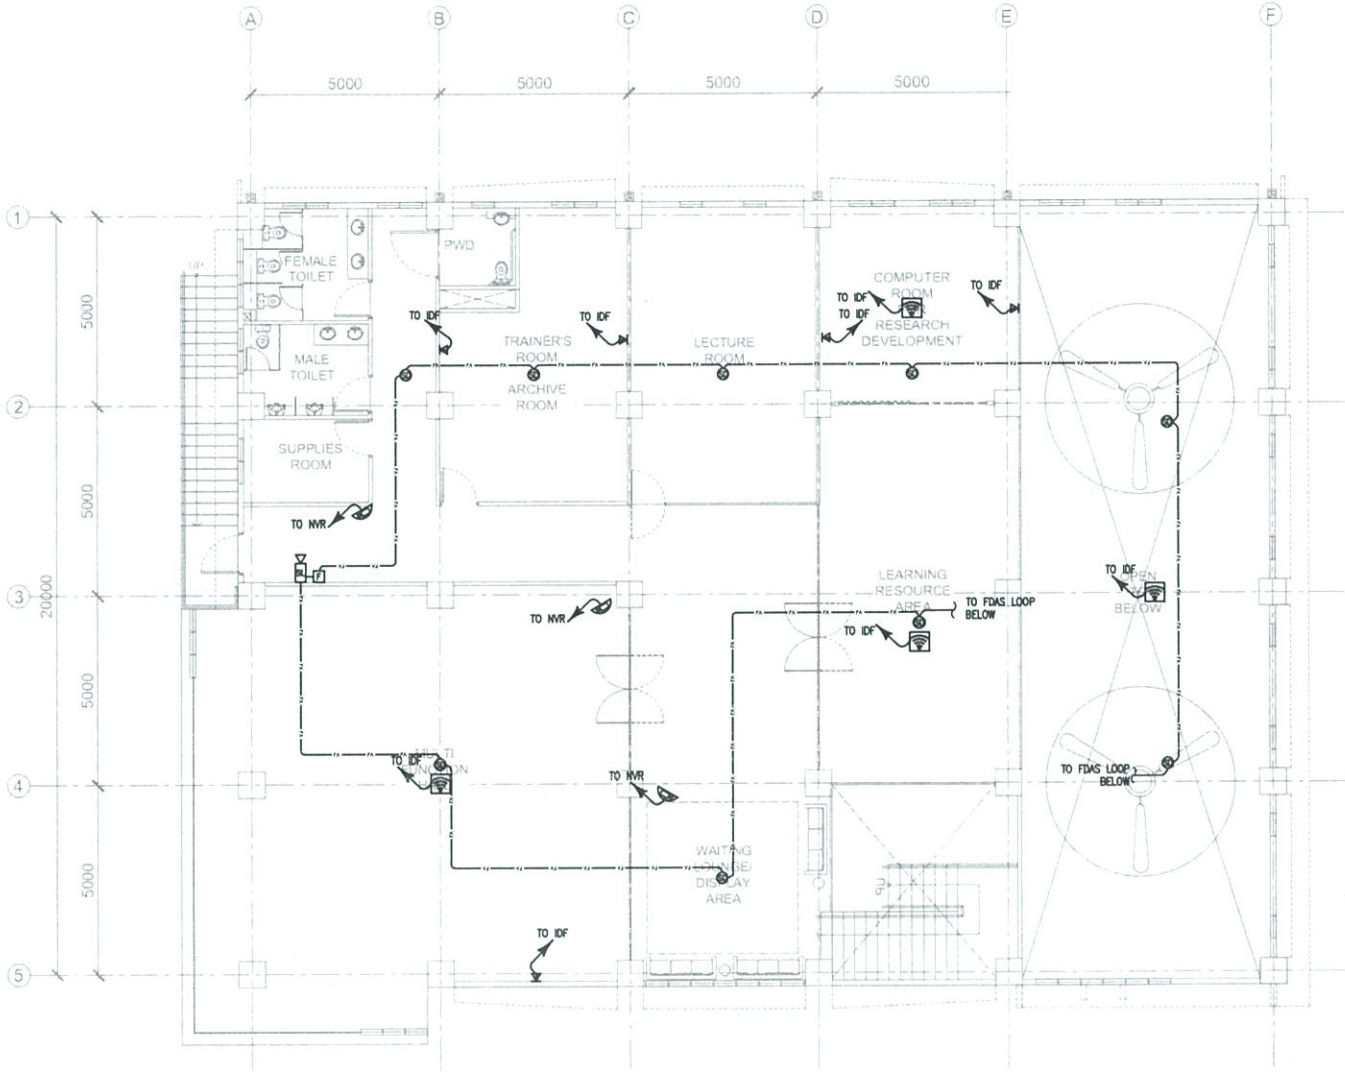 A B C D E F
5000 5000 5000 5000
1
2
3
4
5
5000
5000
5000
5000
20000
UP
FEMALE
TOILET
PWD
MALE
TOILET
SUPPLIES
ROOM
TO IDF
TRAINER'S
ROOM
ARCHIVE
ROOM
TO IDF
LECTURE
ROOM
COMPUTER
ROOM
TO IDF
TO IDF
RESEARCH
DEVELOPMENT
TO IDF
TO NVR
F
TO NVR
LEARNING
RESOURCE
AREA
TO FDAS LOOP
BELOW
TO IDF
TO IDF
OPEN
BELOW
MULTI
TO IDF
TO NVR
TO FDAS LOOP
BELOW
WAITING
LOUNGE/
DISPLAY
AREA
UP
TO IDF